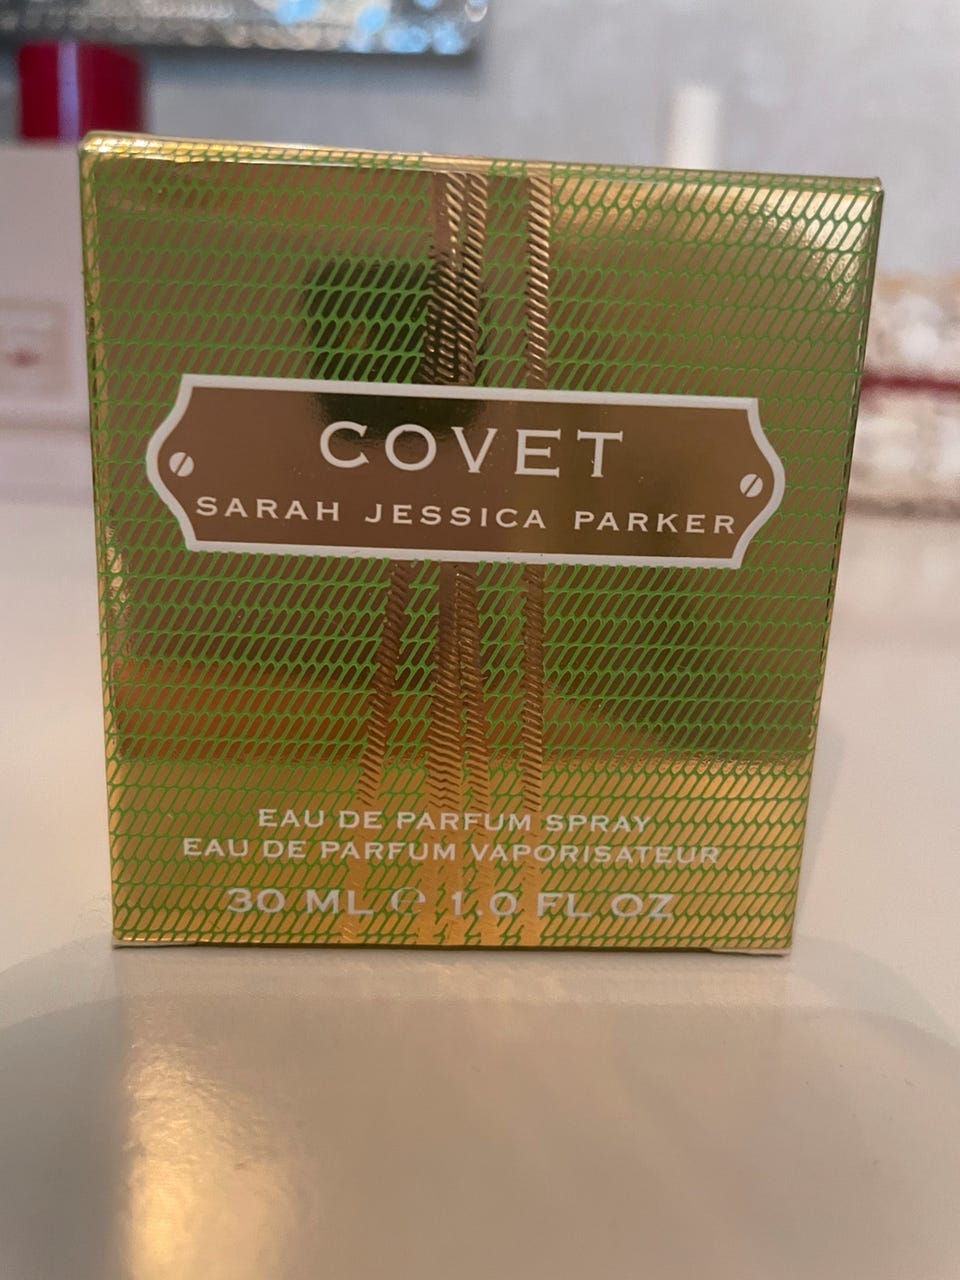 COVET
SARAH JESSICA PARKER
EAU DE PARFUM SPRAY
EAU DE PARFUM VAPORISATEUR
30 ML ℮ 1.0 FL OZ